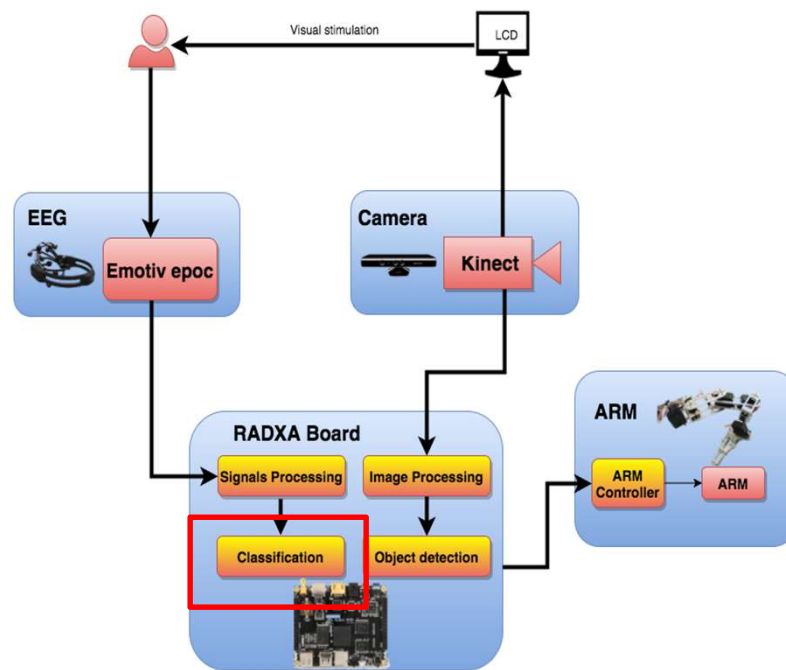 Visual stimulation
LCD
EEG
Emotiv epoc
Camera
Kinect
RADXA Board
Signals Processing
Image Processing
Classification
Object detection
ARM
ARM
Controller
ARM